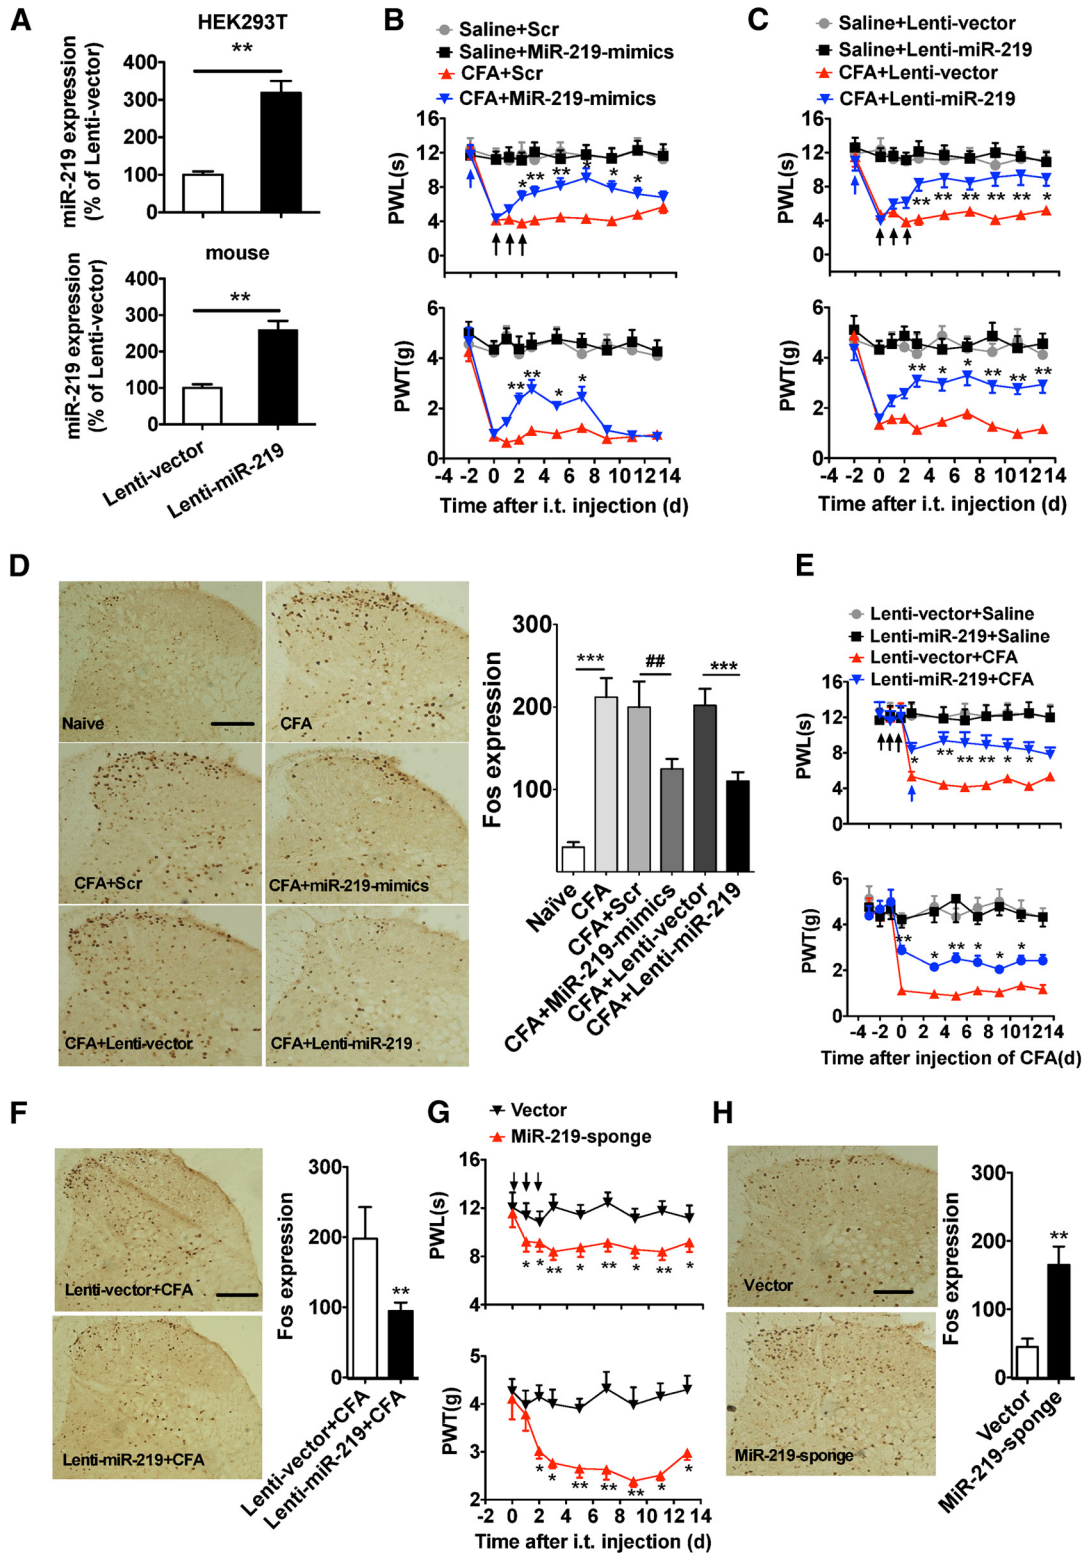 A
HEK293T
**
miR-219 expression
(% of Lenti-vector)
400
300
200
100
0
mouse
**
miR-219 expression
(% of Lenti-vector)
400
300
200
100
0
Lenti-vector
Lenti-miR-219
B
Saline+Scr
Saline+MiR-219-mimics
CFA+Scr
CFA+MiR-219-mimics
PWL(s)
16
12
8
4
0
* ** ** * * *
PWT(g)
6
4
2
0
** ** * *
-4 -2 0 2 4 6 8 10 12 14
Time after i.t. injection (d)
C
Saline+Lenti-vector
Saline+Lenti-miR-219
CFA+Lenti-vector
CFA+Lenti-miR-219
PWL(s)
16
12
8
4
0
** ** ** ** ** *
PWT(g)
6
4
2
0
** * * ** ** **
-4 -2 0 2 4 6 8 10 12 14
Time after i.t. injection (d)
D
Naive
CFA
CFA+Scr
CFA+miR-219-mimics
CFA+Lenti-vector
CFA+Lenti-miR-219
Fos expression
300
200
100
*** ## ***
Naïve
CFA
CFA+Scr
CFA+MiR-219-mimics
CFA+Lenti-vector
CFA+Lenti-miR-219
E
Lenti-vector+Saline
Lenti-miR-219+Saline
Lenti-vector+CFA
Lenti-miR-219+CFA
PWL(s)
16
12
8
4
0
* ** ** ** * *
PWT(g)
6
4
2
0
** * ** * * *
-4 -2 0 2 4 6 8 10 12 14
Time after injection of CFA(d)
F
Lenti-vector+CFA
Lenti-miR-219+CFA
Fos expression
300
200
100
0
**
Lenti-vector+CFA
Lenti-miR-219+CFA
G
Vector
MiR-219-sponge
PWL(s)
16
12
8
4
* * ** * ** * ** *
PWT(g)
5
4
3
2
* * ** ** ** * *
-2 0 2 4 6 8 10 12 14
Time after i.t. injection (d)
H
Vector
MiR-219-sponge
Fos expression
300
200
100
0
**
Vector
MiR-219-sponge